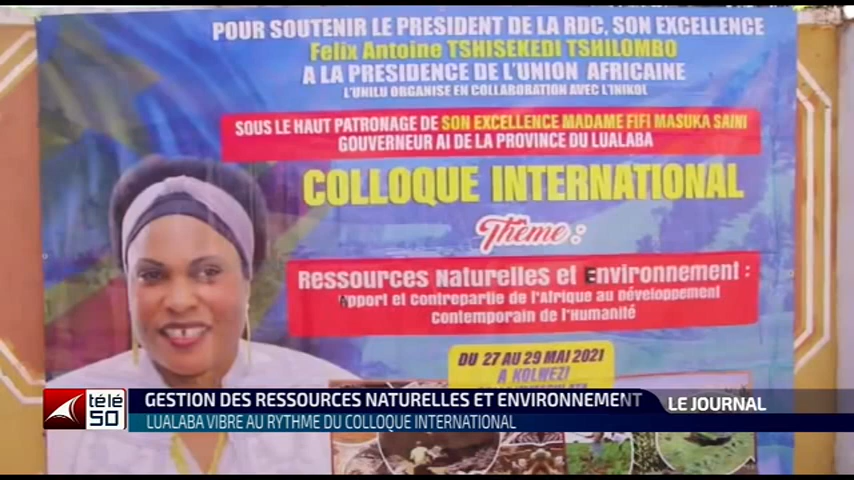 POUR SOUTENIR LE PRESIDENT DE LA RDC, SON EXCELLENCE
Felix Antoine TSHISEKEDI TSHILOMBO
A LA PRESIDENCE DE L'UNION AFRICAINE
L'UNILU ORGANISE EN COLLABORATION AVEC L'INIKOL
SOUS LE HAUT PATRONAGE DE SON EXCELLENCE MADAME FIFI MASUKA SAINI
GOUVERNEUR AI DE LA PROVINCE DU LUALABA
COLLOQUE INTERNATIONAL
Thème :
Ressources Naturelles et Environnement :
Apport et Contrepartie de l'Afrique au Développement
Contemporain de l'Humanité
DU 27 AU 29 MAI 2021
A KOLWEZI
télé 50
GESTION DES RESSOURCES NATURELLES ET ENVIRONNEMENT
LE JOURNAL
LUALABA VIBRE AU RYTHME DU COLLOQUE INTERNATIONAL